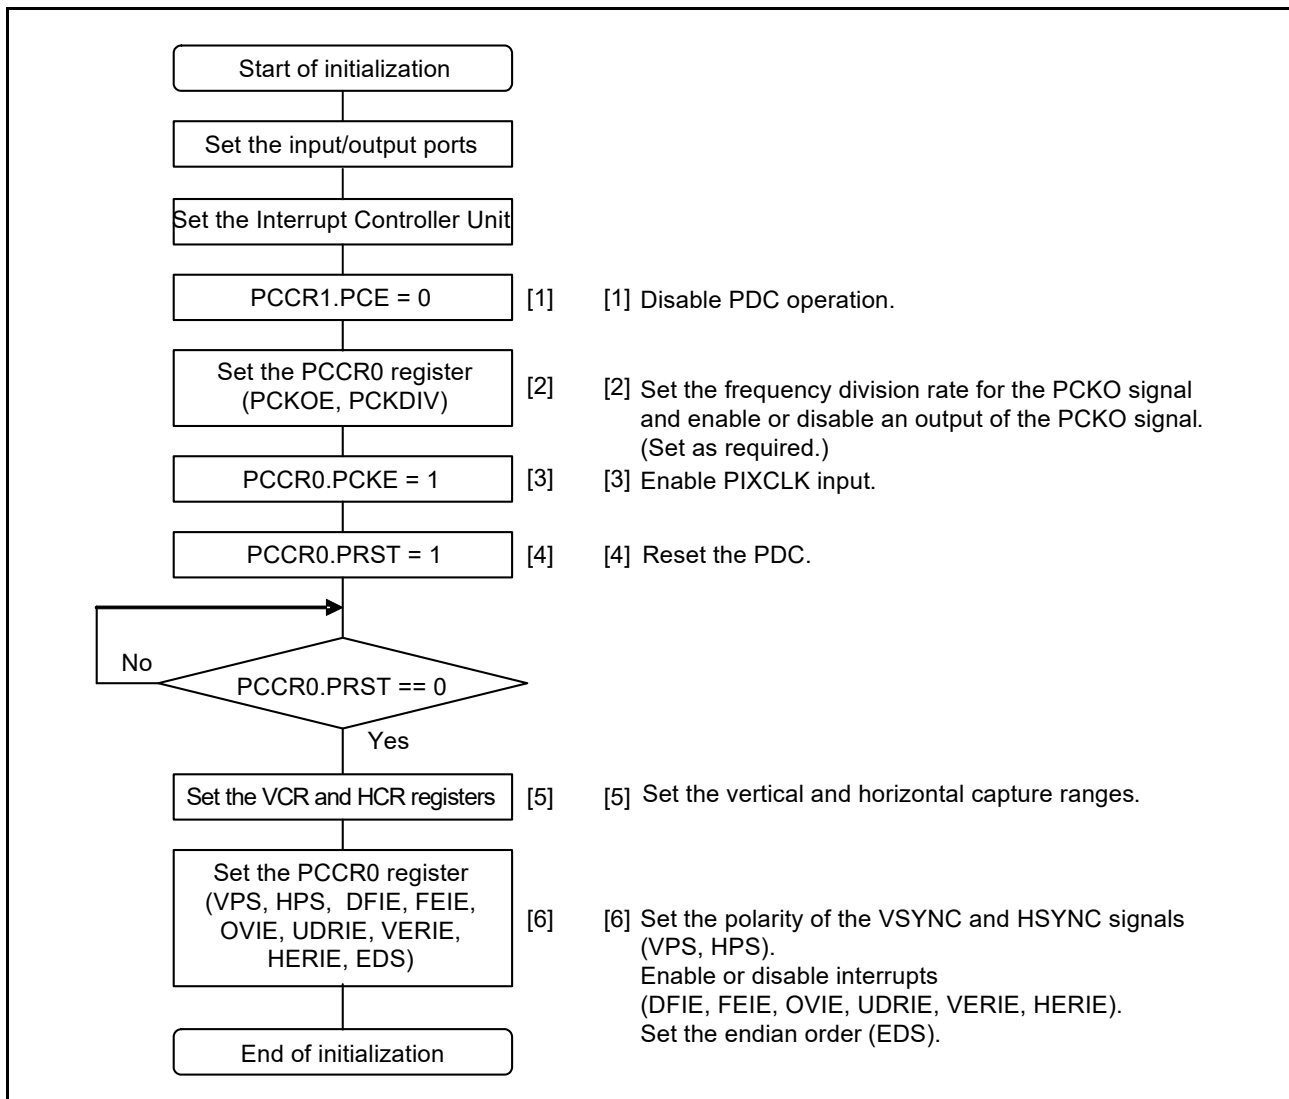 Start of initialization
Set the input/output ports
Set the Interrupt Controller Unit
PCCR1.PCE = 0 [1] [1] Disable PDC operation.
Set the PCCR0 register
(PCKOE, PCKDIV) [2] [2] Set the frequency division rate for the PCKO signal
and enable or disable an output of the PCKO signal.
(Set as required.)
PCCR0.PCKE = 1 [3] [3] Enable PIXCLK input.
PCCR0.PRST = 1 [4] [4] Reset the PDC.
No
PCCR0.PRST == 0
Yes
Set the VCR and HCR registers [5] [5] Set the vertical and horizontal capture ranges.
Set the PCCR0 register
(VPS, HPS, DFIE, FEIE,
OVIE, UDRIE, VERIE,
HERIE, EDS)
[6] [6] Set the polarity of the VSYNC and HSYNC signals
(VPS, HPS).
Enable or disable interrupts
(DFIE, FEIE, OVIE, UDRIE, VERIE, HERIE).
Set the endian order (EDS).
End of initialization